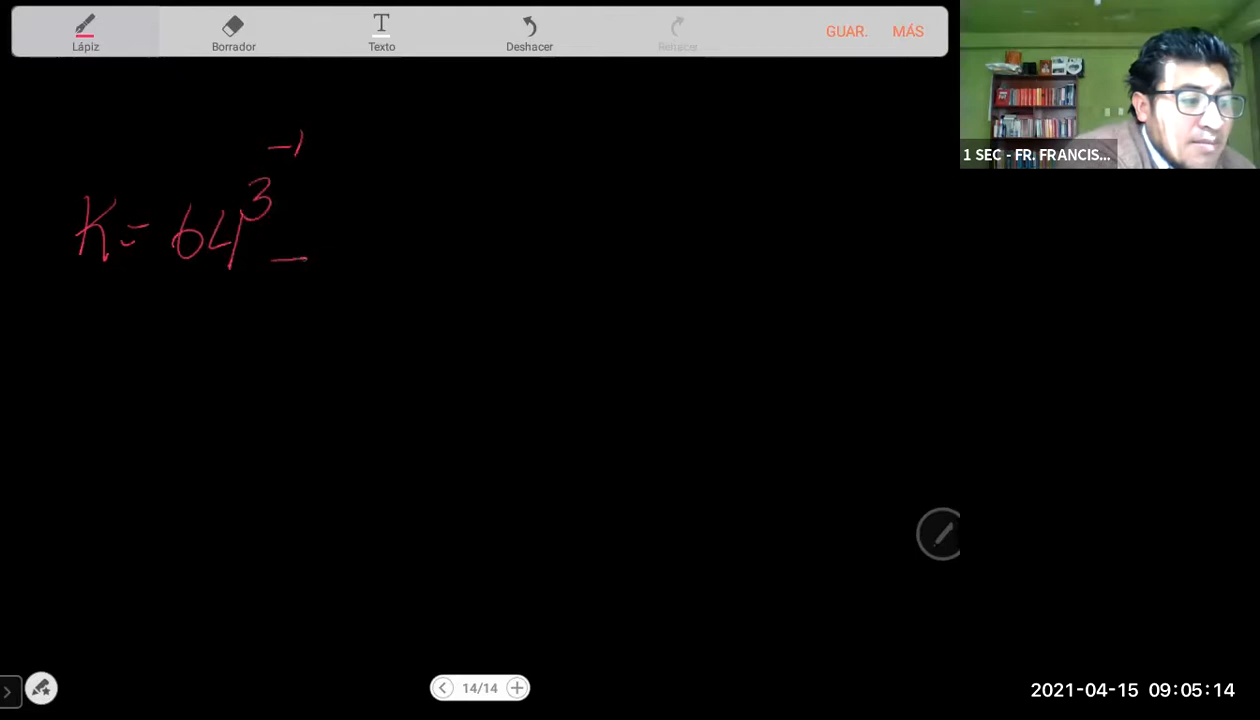 Lápiz Borrador Texto Deshacer Rehacer GUAR. MÁS
1 SEC - FR. FRANCIS...
K = 64^3^-1 –
14/14
2021-04-15 09:05:14